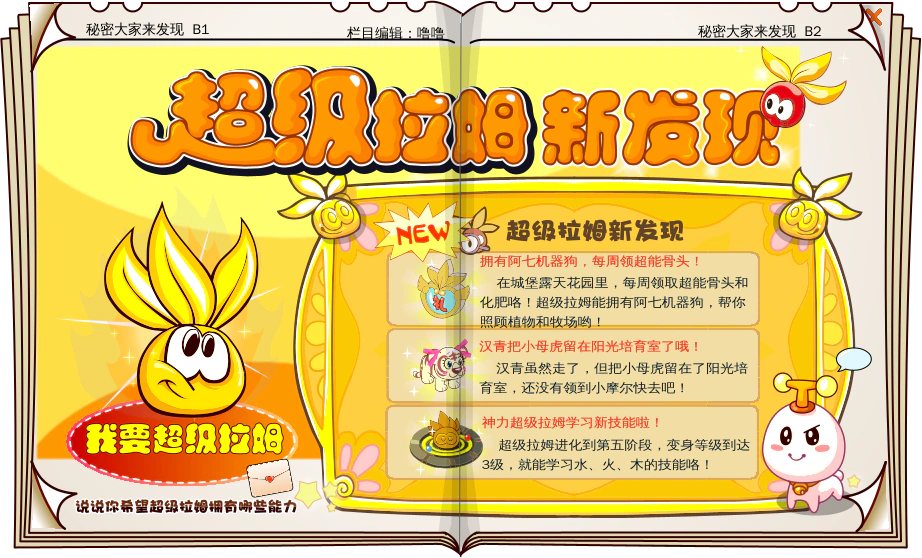 秘密大家来发现 B1
栏目编辑：噜噜
秘密大家来发现 B2
超级拉姆新发现
NEW
超级拉姆新发现
拥有阿七机器狗，每周领超能骨头！
在城堡露天花园里，每周领取超能骨头和
化肥咯！超级拉姆能拥有阿七机器狗，帮你
照顾植物和牧场哟！
汉青把小母虎留在阳光培育室了哦！
汉青虽然走了，但把小母虎留在了阳光培
育室，还没有领到小摩尔快去吧！
神力超级拉姆学习新技能啦！
超级拉姆进化到第五阶段，变身等级到达
3级，就能学习水、火、木的技能咯！
我要超级拉姆
说说你希望超级拉姆拥有哪些能力